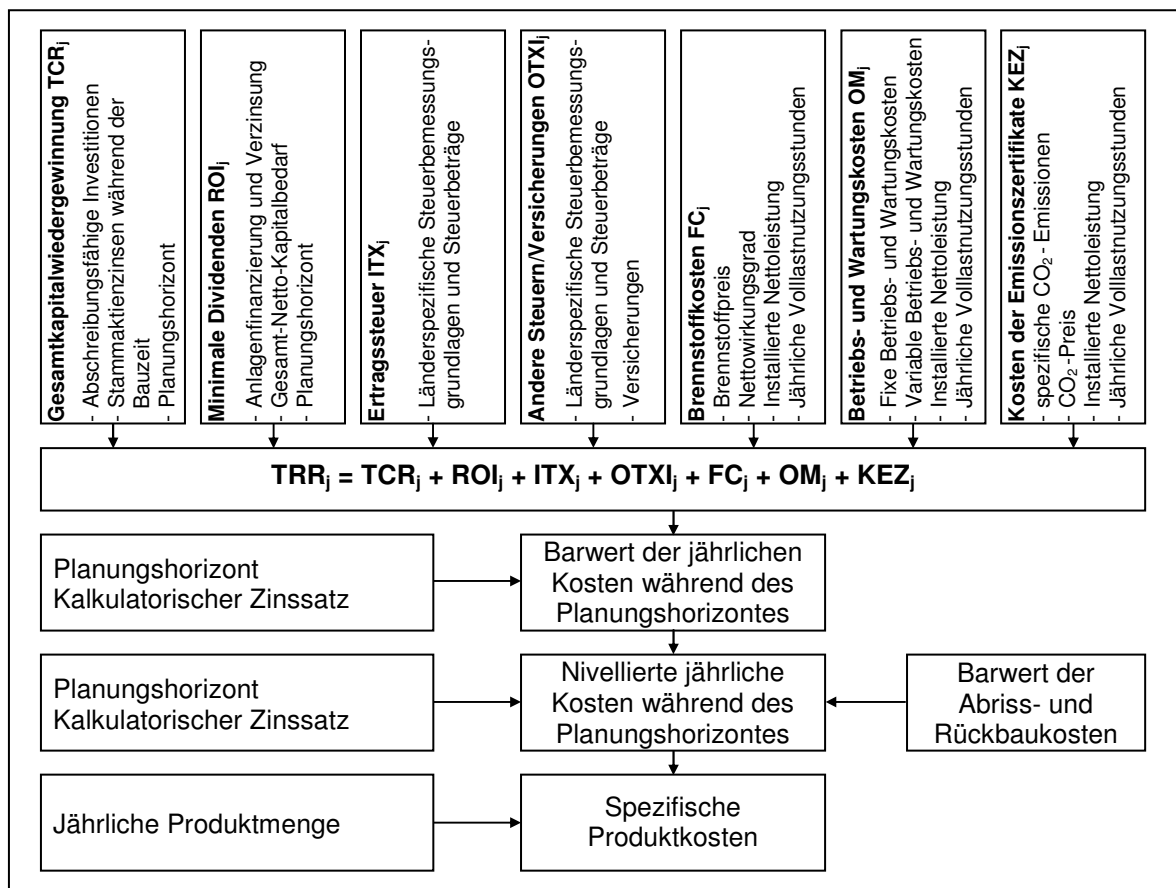 Gesamtkapitalwiedergewinnung TCRj
- Abschreibungsfähige Investitionen
- Stammaktienzinsen während der
Bauzeit
- Planungshorizont
Minimale Dividenden ROIj
- Anlagenfinanzierung und Verzinsung
- Gesamt-Netto-Kapitalbedarf
- Planungshorizont
Ertragssteuer ITXj
- Länderspezifische Steuerbemessungs-
grundlagen und Steuerbeträge
Andere Steuern/Versicherungen OTXIj
- Länderspezifische Steuerbemessungs-
grundlagen und Steuerbeträge
- Versicherungen
Brennstoffkosten FCj
- Brennstoffpreis
- Nettowirkungsgrad
- Installierte Nettoleistung
- Jährliche Volllastnutzungsstunden
Betriebs- und Wartungskosten OMj
- Fixe Betriebs- und Wartungskosten
- Variable Betriebs- und Wartungskosten
- Installierte Nettoleistung
- Jährliche Volllastnutzungsstunden
Kosten der Emissionszertifikate KEZj
- spezifische CO2 - Emissionen
- CO2 -Preis
- Installierte Nettoleistung
- Jährliche Volllastnutzungsstunden
TRRj = TCRj + ROIj + ITXj + OTXIj + FCj + OMj + KEZj
Planungshorizont
Kalkulatorischer Zinssatz
Barwert der jährlichen
Kosten während des
Planungshorizontes
Planungshorizont
Kalkulatorischer Zinssatz
Nivellierte jährliche
Kosten während des
Planungshorizontes
Barwert der
Abriss- und
Rückbaukosten
Jährliche Produktmenge
Spezifische
Produktkosten